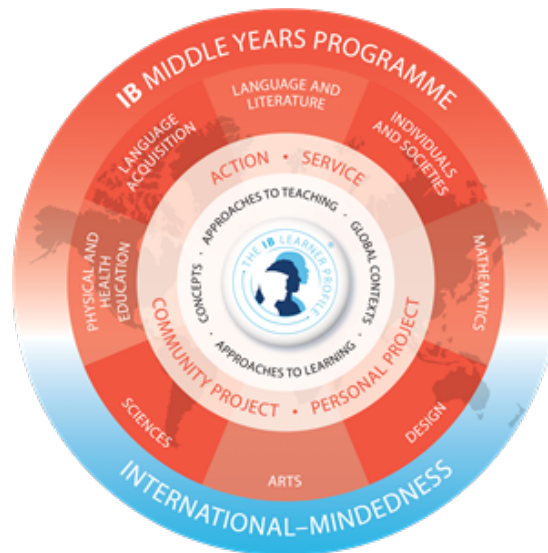 IB MIDDLE YEARS PROGRAMME
LANGUAGE AND
LITERATURE
INDIVIDUALS
AND SOCIETIES
MATHEMATICS
DESIGN
ARTS
SCIENCES
PHYSICAL AND
HEALTH
EDUCATION
LANGUAGE
ACQUISITION
ACTION • SERVICE
PERSONAL PROJECT
COMMUNITY PROJECT
APPROACHES TO TEACHING
GLOBAL CONTEXTS
APPROACHES TO LEARNING
CONCEPTS
THE IB LEARNER PROFILE ®
INTERNATIONAL–MINDEDNESS